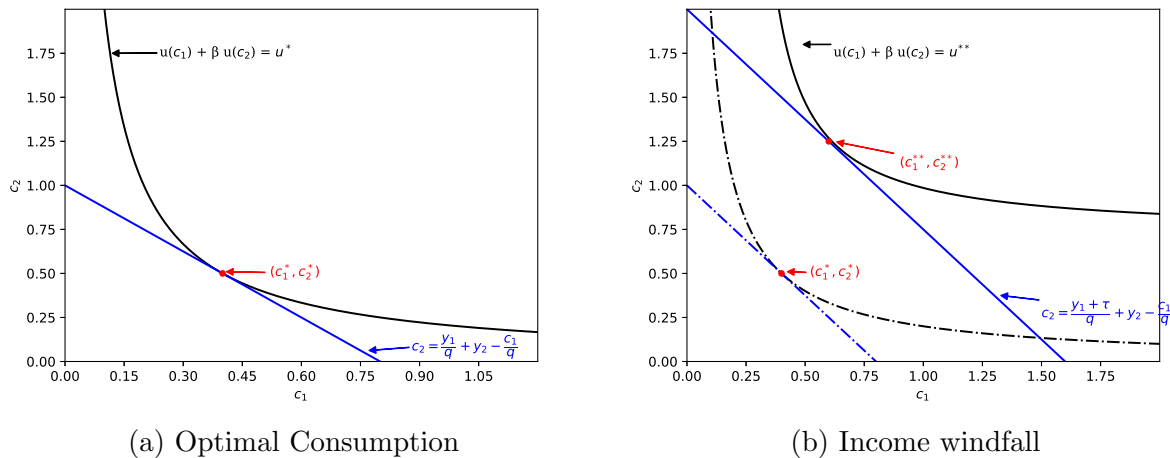 u(c₁) + β u(c₂) = u*
(c₁*, c₂*)
c₂ = y₁/q + y₂ − c₁/q
c₂
1.75
1.50
1.25
1.00
0.75
0.50
0.25
0.00
0.00 0.15 0.30 0.45 0.60 0.75 0.90 1.05
c₁
(a) Optimal Consumption
u(c₁) + β u(c₂) = u**
(c₁**, c₂**)
(c₁*, c₂*)
c₂ = (y₁ + τ)/q + y₂ − c₁/q
c₂
1.75
1.50
1.25
1.00
0.75
0.50
0.25
0.00
0.00 0.25 0.50 0.75 1.00 1.25 1.50 1.75
c₁
(b) Income windfall